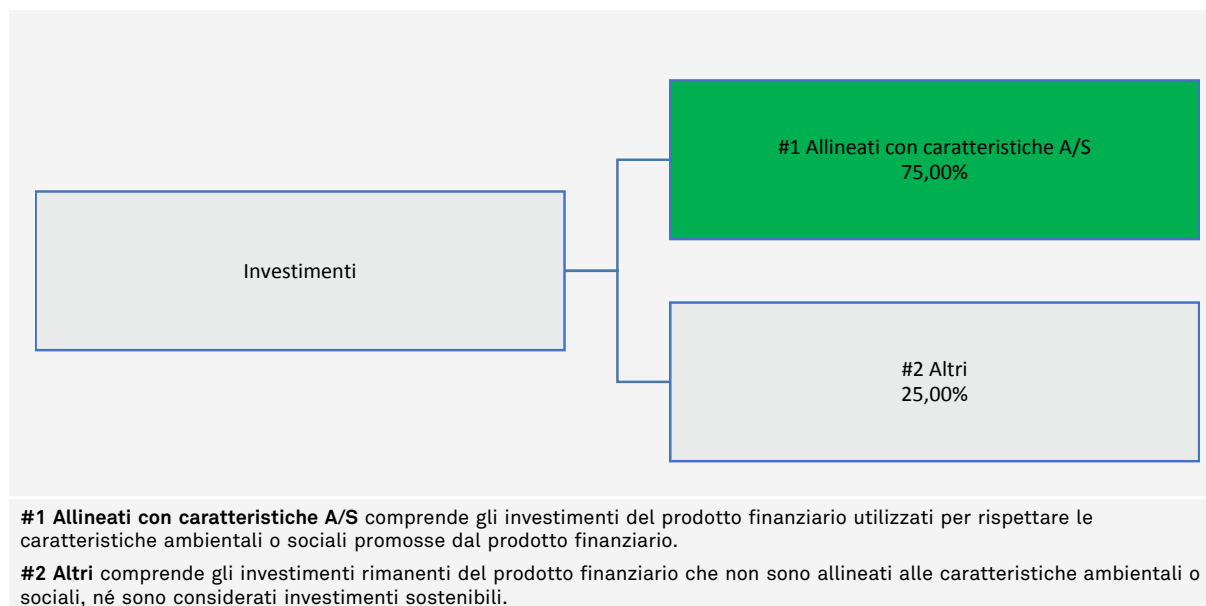 #1 Allineati con caratteristiche A/S
75,00%
Investimenti
#2 Altri
25,00%
#1 Allineati con caratteristiche A/S comprende gli investimenti del prodotto finanziario utilizzati per rispettare le
caratteristiche ambientali o sociali promosse dal prodotto finanziario.
#2 Altri comprende gli investimenti rimanenti del prodotto finanziario che non sono allineati alle caratteristiche ambientali o
sociali, né sono considerati investimenti sostenibili.